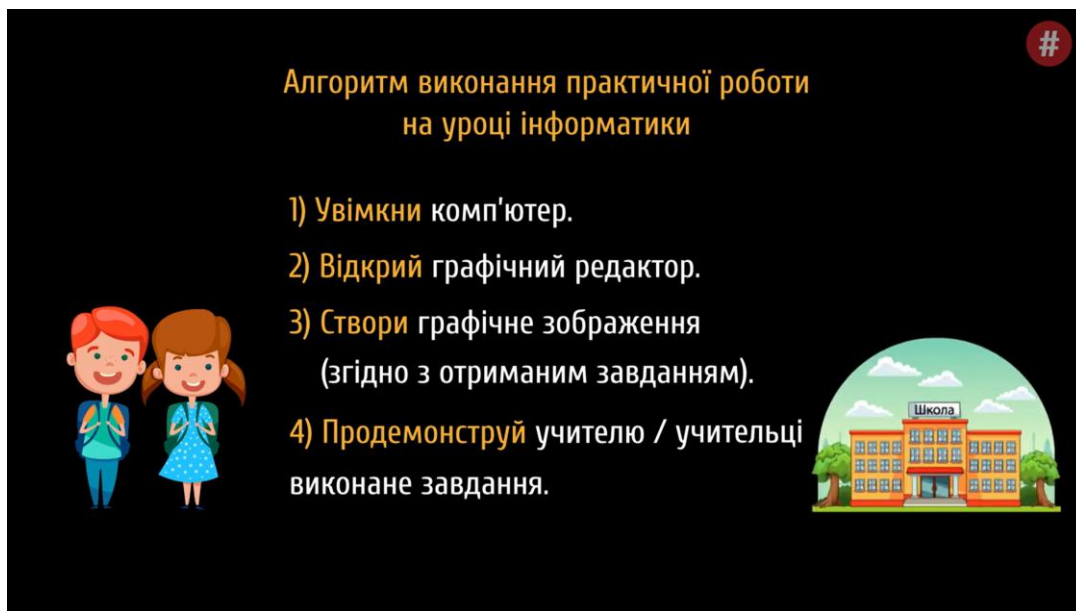 #
Алгоритм виконання практичної роботи
на уроці інформатики
1) Увімкни комп'ютер.
2) Відкрий графічний редактор.
3) Створи графічне зображення
(згідно з отриманим завданням).
4) Продемонструй учителю / учительці
виконане завдання.
Школа